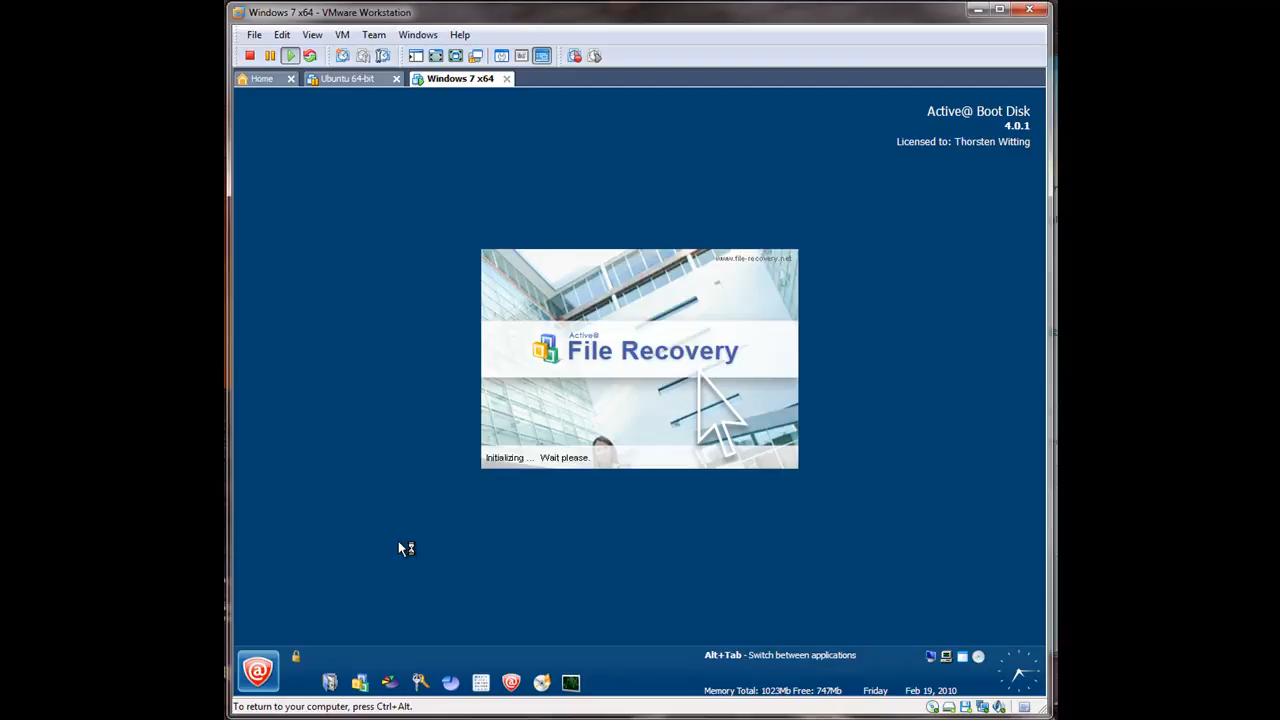 Windows 7 x64 - VMware Workstation
File Edit View VM Team Windows Help
Home Ubuntu 64-bit Windows 7 x64
Active@ Boot Disk
4.0.1
Licensed to: Thorsten Witting
www.file-recovery.net
Active@
File Recovery
Initializing ... Wait please.
Alt+Tab - Switch between applications
Memory Total: 1023Mb Free: 747Mb Friday Feb 19, 2010
To return to your computer, press Ctrl+Alt.